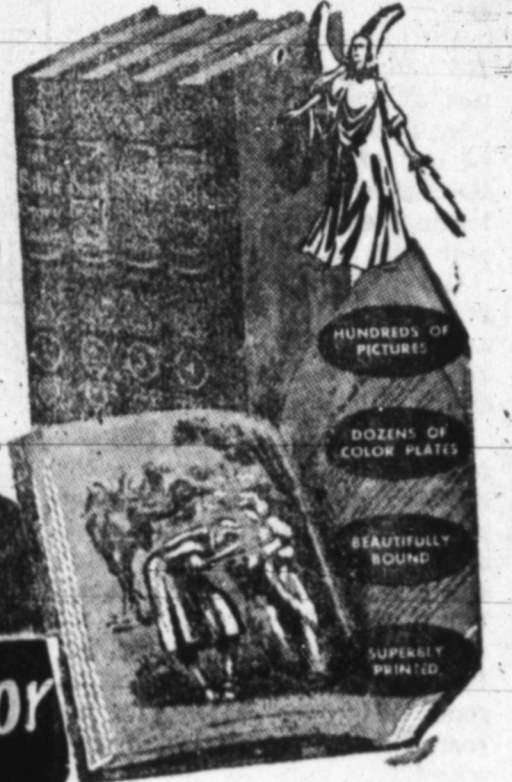 HUNDREDS OF
PICTURES
DOZENS OF
COLOR PLATES
BEAUTIFULLY
BOUND
SUPERBLY
PRINTED
or